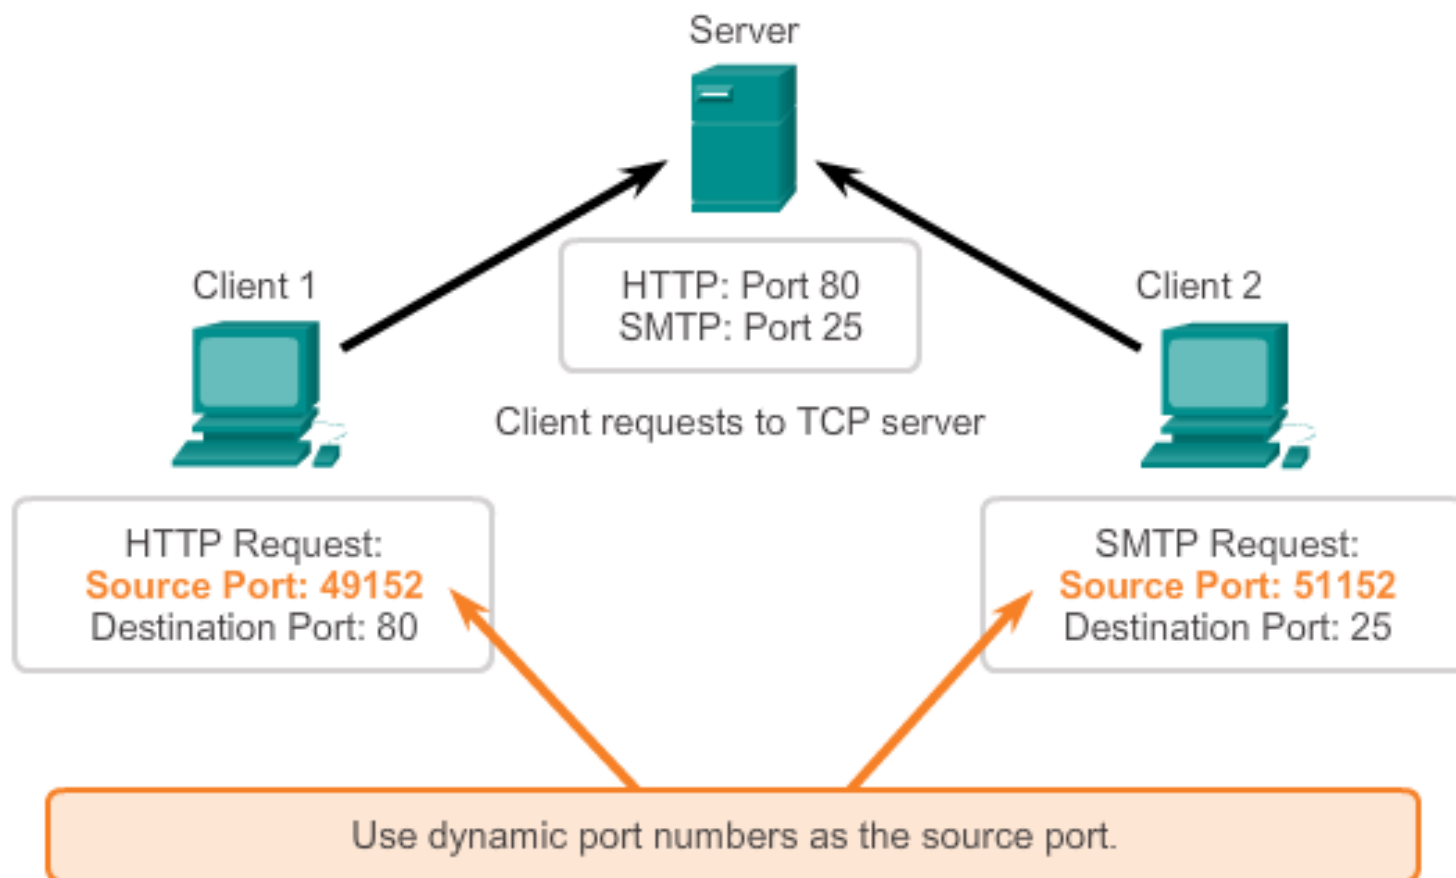 Server
Client 1
HTTP: Port 80
SMTP: Port 25
Client 2
Client requests to TCP server
HTTP Request:
Source Port: 49152
Destination Port: 80
SMTP Request:
Source Port: 51152
Destination Port: 25
Use dynamic port numbers as the source port.